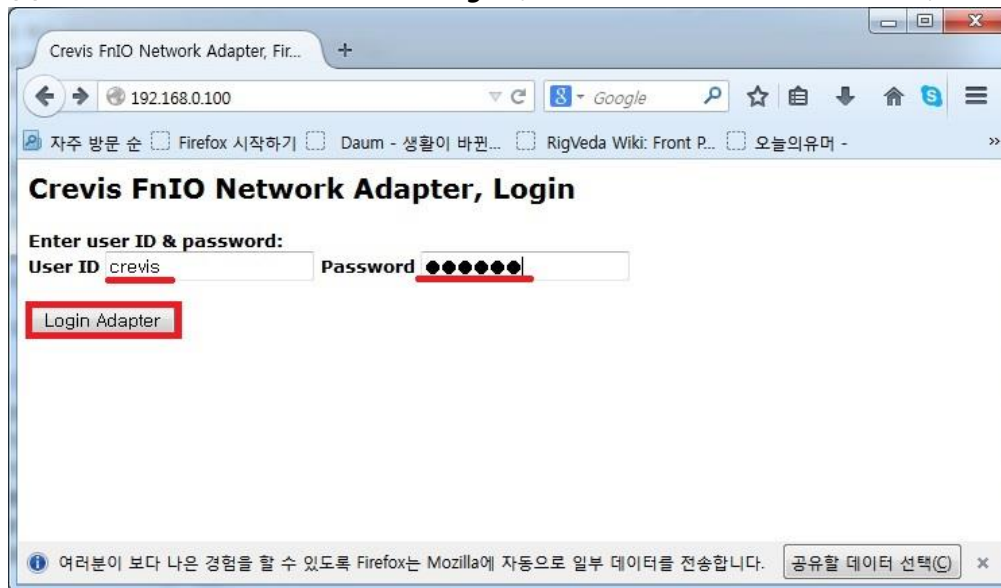 Crevis FnIO Network Adapter, Fir...
192.168.0.100
8 Google
자주 방문 순 Firefox 시작하기 Daum - 생활이 바뀐... RigVeda Wiki: Front P... 오늘의유머 -
Crevis FnIO Network Adapter, Login
Enter user ID & password:
User ID crevis Password ●●●●●●
Login Adapter
여러분이 보다 나은 경험을 할 수 있도록 Firefox는 Mozilla에 자동으로 일부 데이터를 전송합니다. 공유할 데이터 선택(C)